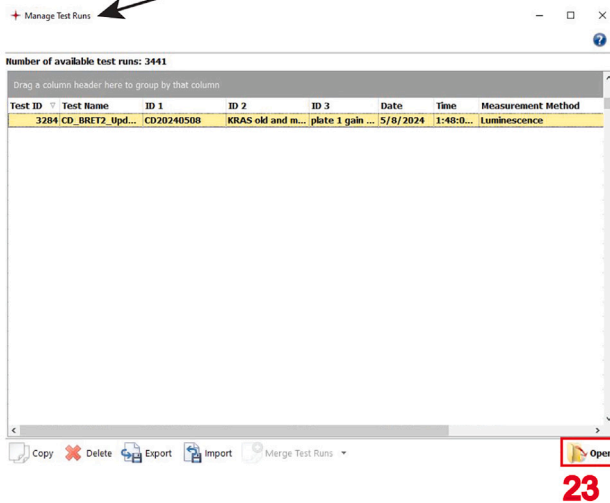 Manage Test Runs
Number of available test runs: 3441
Drag a column header here to group by that column
Test ID Test Name ID 1 ID 2 ID 3 Date Time Measurement Method
3284 CD_BRET2_Upd... CD20240508 KRAS old and m... plate 1 gain ... 5/8/2024 1:48:0... Luminescence
Copy Delete Export Import Merge Test Runs Open
23